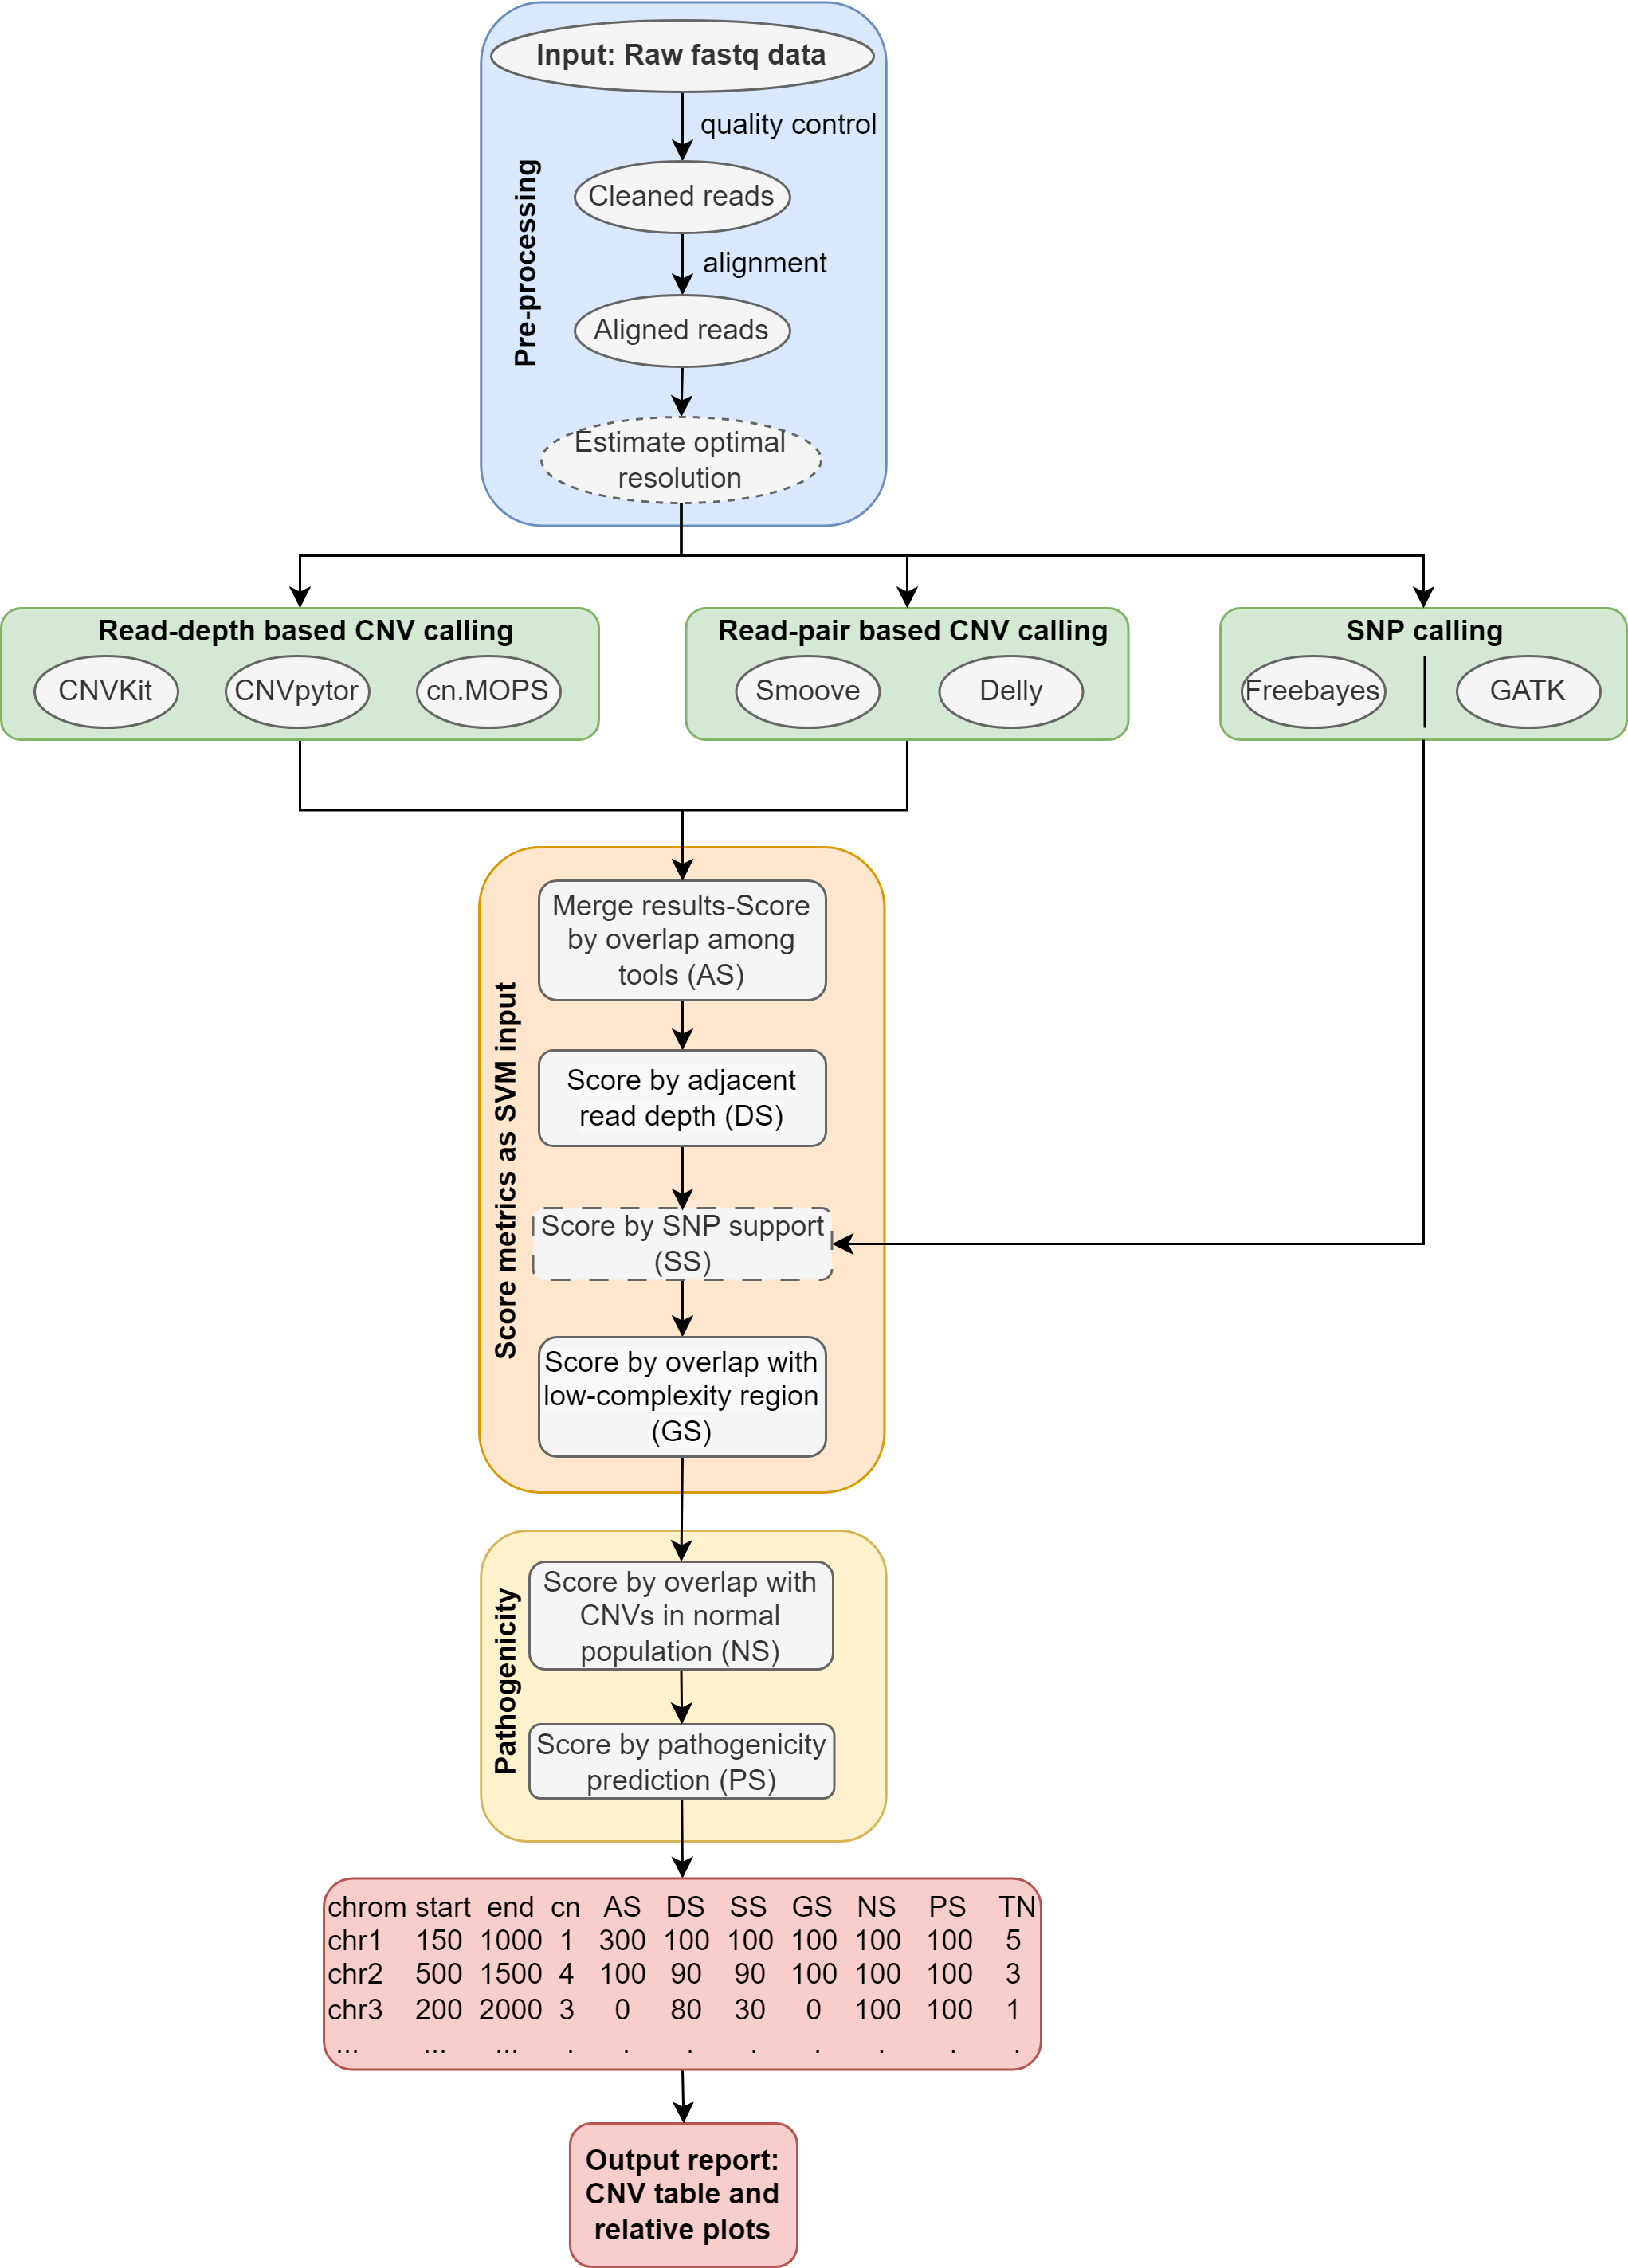 Input: Raw fastq data
quality control
Cleaned reads
alignment
Aligned reads
Estimate optimal
resolution
Pre-processing
Read-depth based CNV calling
CNVKit CNVpytor cn.MOPS
Read-pair based CNV calling
Smoove Delly
SNP calling
Freebayes GATK
Score metrics as SVM input
Merge results-Score
by overlap among
tools (AS)
Score by adjacent
read depth (DS)
Score by SNP support
(SS)
Score by overlap with
low-complexity region
(GS)
Pathogenicity
Score by overlap with
CNVs in normal
population (NS)
Score by pathogenicity
prediction (PS)
chrom start end cn AS DS SS GS NS PS TN
chr1 150 1000 1 300 100 100 100 100 100 5
chr2 500 1500 4 100 90 90 100 100 100 3
chr3 200 2000 3 0 80 30 0 100 100 1
... ... ... . . . . . . . .
Output report:
CNV table and
relative plots